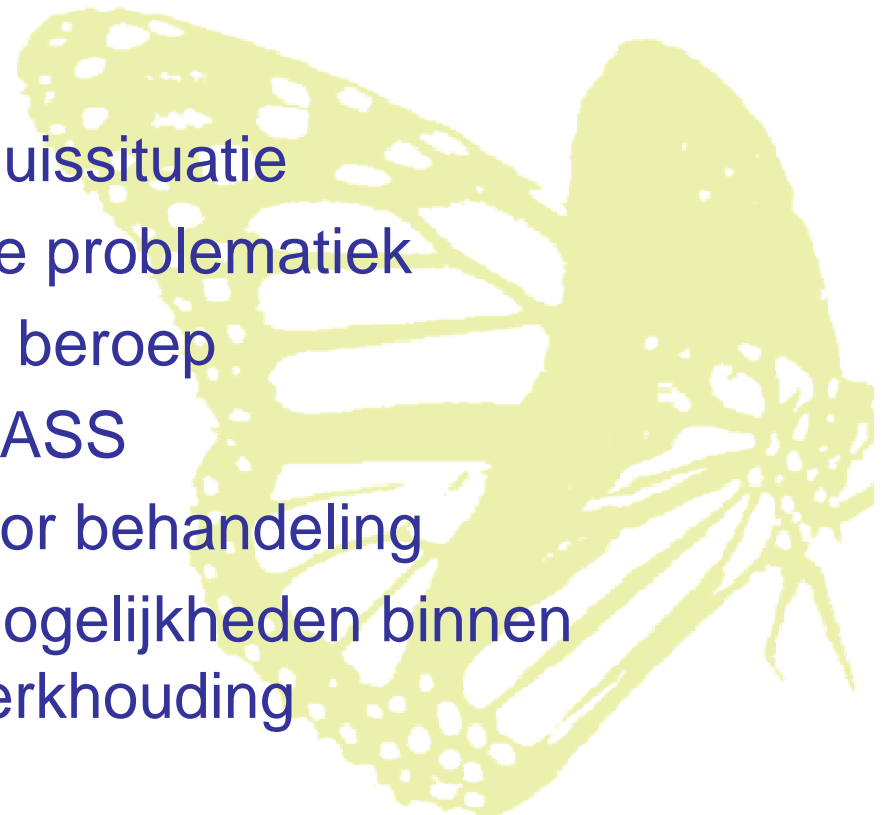 uissituatie
e problematiek
beroep
ASS
or behandeling
ogelijkheden binnen
erkhouding